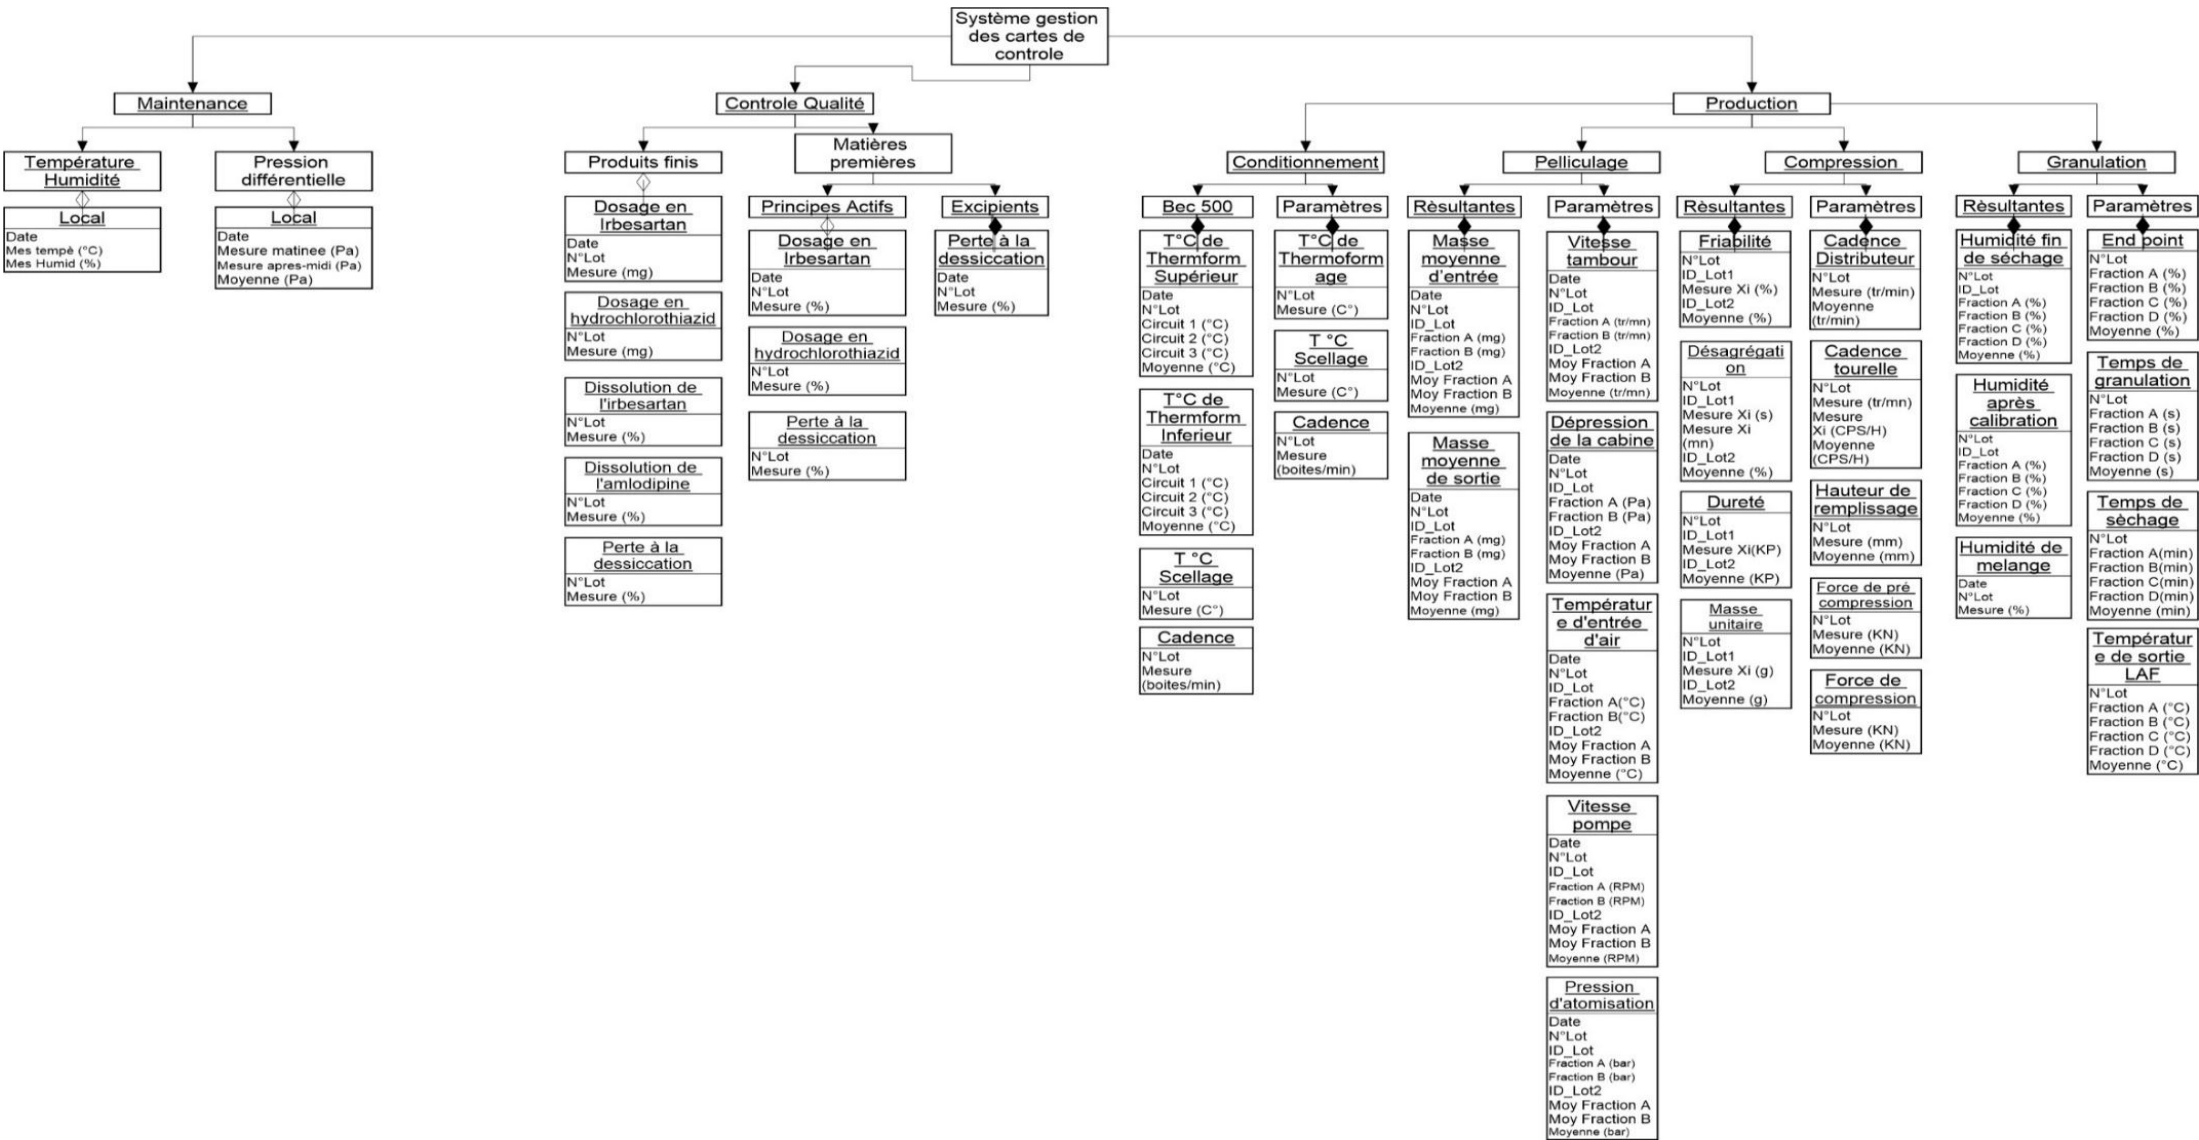 Système gestion
des cartes de
controle
Maintenance
Température
Humidité
Local
Date
Mes tempé (°C)
Mes Humid (%)
Pression
différentielle
Local
Date
Mesure matinee (Pa)
Mesure apres-midi (Pa)
Moyenne (Pa)
Controle Qualité
Produits finis
Dosage en
Irbesartan
Date
N°Lot
Mesure (mg)
Dosage en
hydrochlorothiazid
N°Lot
Mesure (mg)
Dissolution de
l'irbesartan
N°Lot
Mesure (%)
Dissolution de
l'amlodipine
N°Lot
Mesure (%)
Perte à la
dessiccation
N°Lot
Mesure (%)
Matières
premières
Principes Actifs
Dosage en
Irbesartan
Date
N°Lot
Mesure (%)
Dosage en
hydrochlorothiazid
N°Lot
Mesure (%)
Perte à la
dessiccation
N°Lot
Mesure (%)
Excipients
Perte à la
dessiccation
Date
N°Lot
Mesure (%)
Production
Conditionnement
Bec 500
T°C de
Thermform
Supérieur
Date
N°Lot
Circuit 1 (°C)
Circuit 2 (°C)
Circuit 3 (°C)
Moyenne (°C)
T°C de
Thermform
Inferieur
Date
N°Lot
Circuit 1 (°C)
Circuit 2 (°C)
Circuit 3 (°C)
Moyenne (°C)
T °C
Scellage
N°Lot
Mesure (C°)
Cadence
N°Lot
Mesure
(boites/min)
Paramètres
T°C de
Thermoform
age
N°Lot
Mesure (C°)
T °C
Scellage
N°Lot
Mesure (C°)
Cadence
N°Lot
Mesure
(boites/min)
Pelliculage
Rèsultantes
Masse
moyenne
d'entrée
Date
N°Lot
ID_Lot
Fraction A (mg)
Fraction B (mg)
ID_Lot2
Moy Fraction A
Moy Fraction B
Moyenne (mg)
Masse
moyenne
de sortie
Date
N°Lot
ID_Lot
Fraction A (mg)
Fraction B (mg)
ID_Lot2
Moy Fraction A
Moy Fraction B
Moyenne (mg)
Paramètres
Vitesse
tambour
Date
N°Lot
ID_Lot
Fraction A (tr/mn)
Fraction B (tr/mn)
ID_Lot2
Moy Fraction A
Moy Fraction B
Moyenne (tr/mn)
Dépression
de la cabine
Date
N°Lot
ID_Lot
Fraction A (Pa)
Fraction B (Pa)
ID_Lot2
Moy Fraction A
Moy Fraction B
Moyenne (Pa)
Températur
e d'entrée
d'air
Date
N°Lot
ID_Lot
Fraction A(°C)
Fraction B(°C)
ID_Lot2
Moy Fraction A
Moy Fraction B
Moyenne (°C)
Vitesse
pompe
Date
N°Lot
ID_Lot
Fraction A (RPM)
Fraction B (RPM)
ID_Lot2
Moy Fraction A
Moy Fraction B
Moyenne (RPM)
Pression
d'atomisation
Date
N°Lot
ID_Lot
Fraction A (bar)
Fraction B (bar)
ID_Lot2
Moy Fraction A
Moy Fraction B
Moyenne (bar)
Compression
Rèsultantes
Friabilité
N°Lot
ID_Lot1
Mesure Xi (%)
ID_Lot2
Moyenne (%)
Désagrégati
on
N°Lot
ID_Lot1
Mesure Xi (s)
Mesure Xi
(mn)
ID_Lot2
Moyenne (%)
Dureté
N°Lot
ID_Lot1
Mesure Xi(KP)
ID_Lot2
Moyenne (KP)
Masse
unitaire
N°Lot
ID_Lot1
Mesure Xi (g)
ID_Lot2
Moyenne (g)
Paramètres
Cadence
Distributeur
N°Lot
Mesure (tr/min)
Moyenne
(tr/min)
Cadence
tourelle
N°Lot
Mesure (tr/mn)
Mesure
Xi (CPS/H)
Moyenne
(CPS/H)
Hauteur de
remplissage
N°Lot
Mesure (mm)
Moyenne (mm)
Force de pré
compression
N°Lot
Mesure (KN)
Moyenne (KN)
Force de
compression
N°Lot
Mesure (KN)
Moyenne (KN)
Granulation
Rèsultantes
Humidité fin
de séchage
N°Lot
ID_Lot
Fraction A (%)
Fraction B (%)
Fraction C (%)
Fraction D (%)
Moyenne (%)
Humidité
après
calibration
N°Lot
ID_Lot
Fraction A (%)
Fraction B (%)
Fraction C (%)
Fraction D (%)
Moyenne (%)
Humidité de
melange
Date
N°Lot
Mesure (%)
Paramètres
End point
N°Lot
Fraction A (%)
Fraction B (%)
Fraction C (%)
Fraction D (%)
Moyenne (%)
Temps de
granulation
N°Lot
Fraction A (s)
Fraction B (s)
Fraction C (s)
Fraction D (s)
Moyenne (s)
Temps de
sèchage
N°Lot
Fraction A(min)
Fraction B(min)
Fraction C(min)
Fraction D(min)
Moyenne (min)
Températur
e de sortie
LAF
N°Lot
Fraction A (°C)
Fraction B (°C)
Fraction C (°C)
Fraction D (°C)
Moyenne (°C)